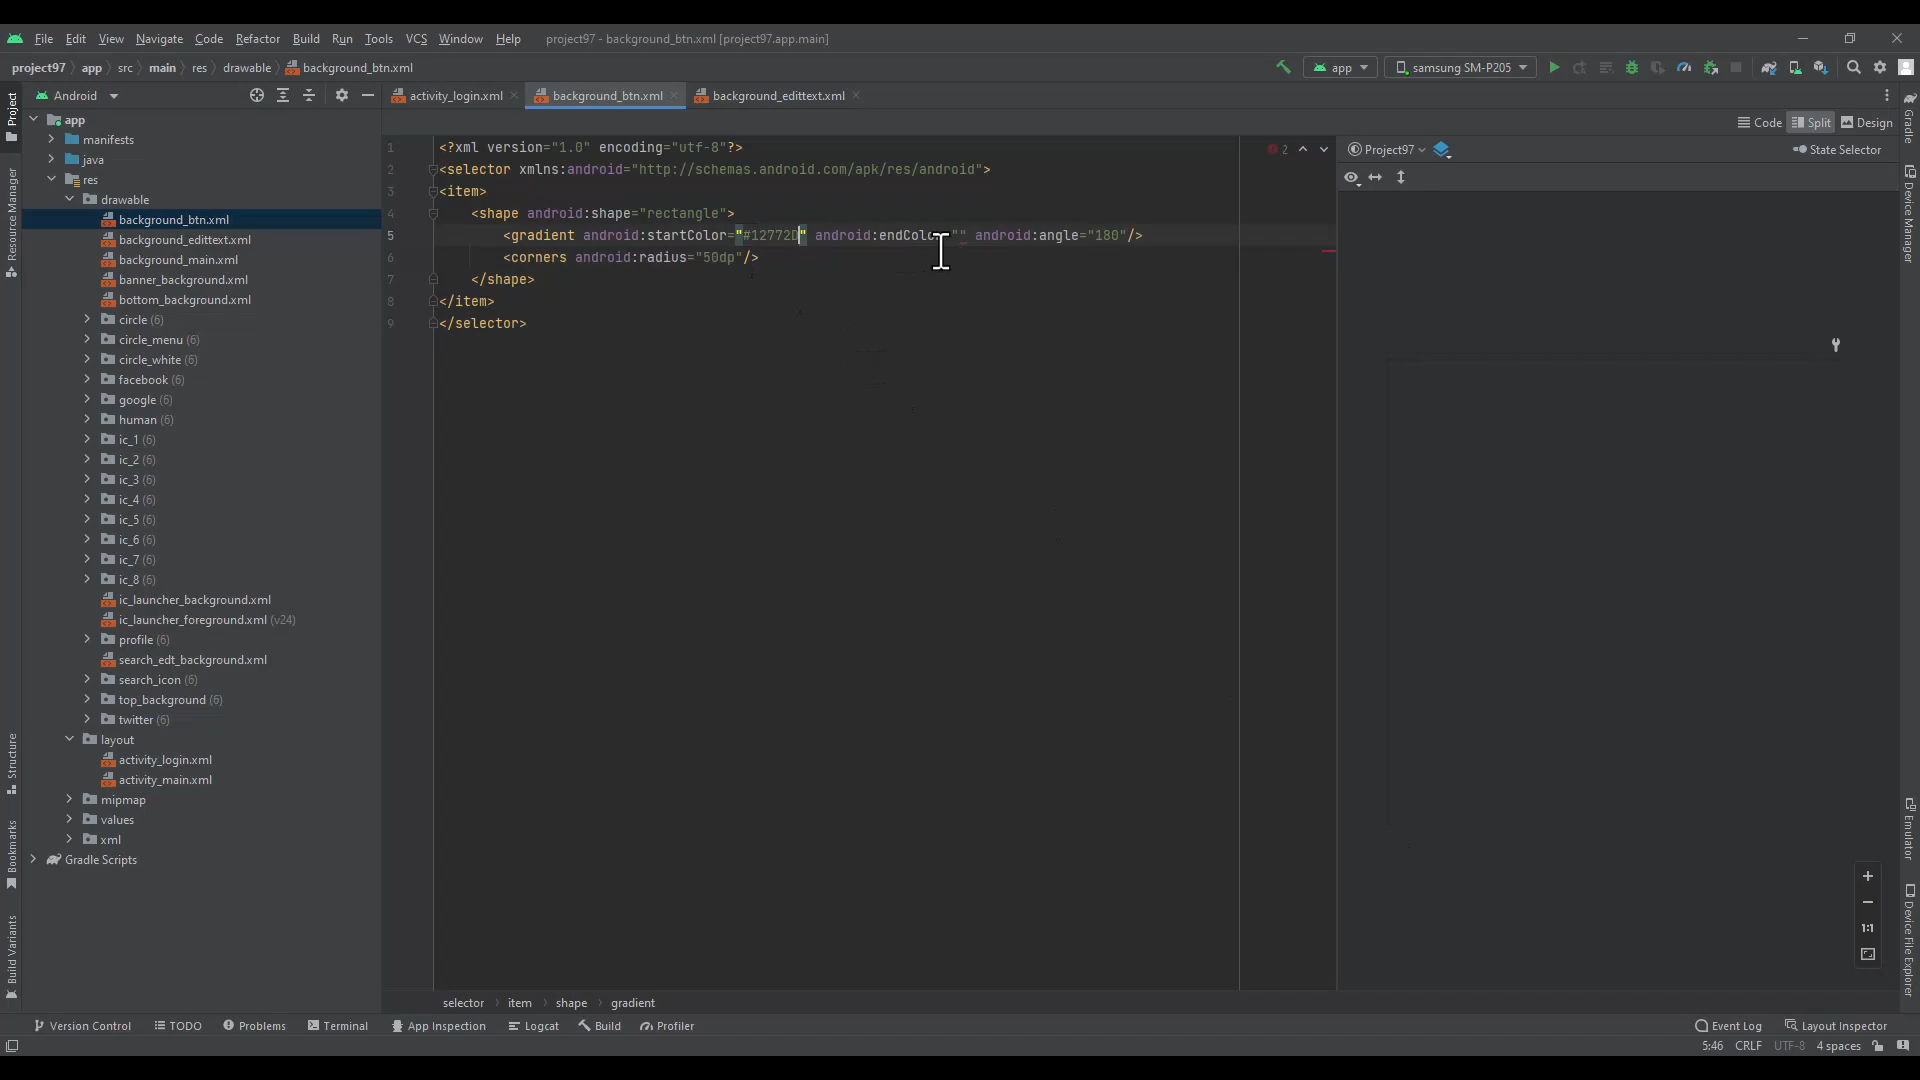 File Edit View Navigate Code Refactor Build Run Tools VCS Window Help project97 - background_btn.xml [project97.app.main]
project97 app src main res drawable background_btn.xml app samsung SM-P205
Android activity_login.xml background_btn.xml background_edittext.xml
Code Split Design
Project
Resource Manager
Structure
Bookmarks
Build Variants
app
manifests
java
res
drawable
background_btn.xml
background_edittext.xml
background_main.xml
banner_background.xml
bottom_background.xml
circle (6)
circle_menu (6)
circle_white (6)
facebook (6)
google (6)
human (6)
ic_1 (6)
ic_2 (6)
ic_3 (6)
ic_4 (6)
ic_5 (6)
ic_6 (6)
ic_7 (6)
ic_8 (6)
ic_launcher_background.xml
ic_launcher_foreground.xml (v24)
profile (6)
search_edt_background.xml
search_icon (6)
top_background (6)
twitter (6)
layout
activity_login.xml
activity_main.xml
mipmap
values
xml
Gradle Scripts
1 <?xml version="1.0" encoding="utf-8"?>
2 <selector xmlns:android="http://schemas.android.com/apk/res/android">
3 <item>
4 <shape android:shape="rectangle">
5 <gradient android:startColor="#12772D" android:endColo "" android:angle="180"/>
6 <corners android:radius="50dp"/>
7 </shape>
8 </item>
9 </selector>
2
Project97 State Selector
1:1
Gradle
Device Manager
Emulator
Device File Explorer
selector item shape gradient
Version Control TODO Problems Terminal App Inspection Logcat Build Profiler Event Log Layout Inspector
5:46 CRLF UTF-8 4 spaces